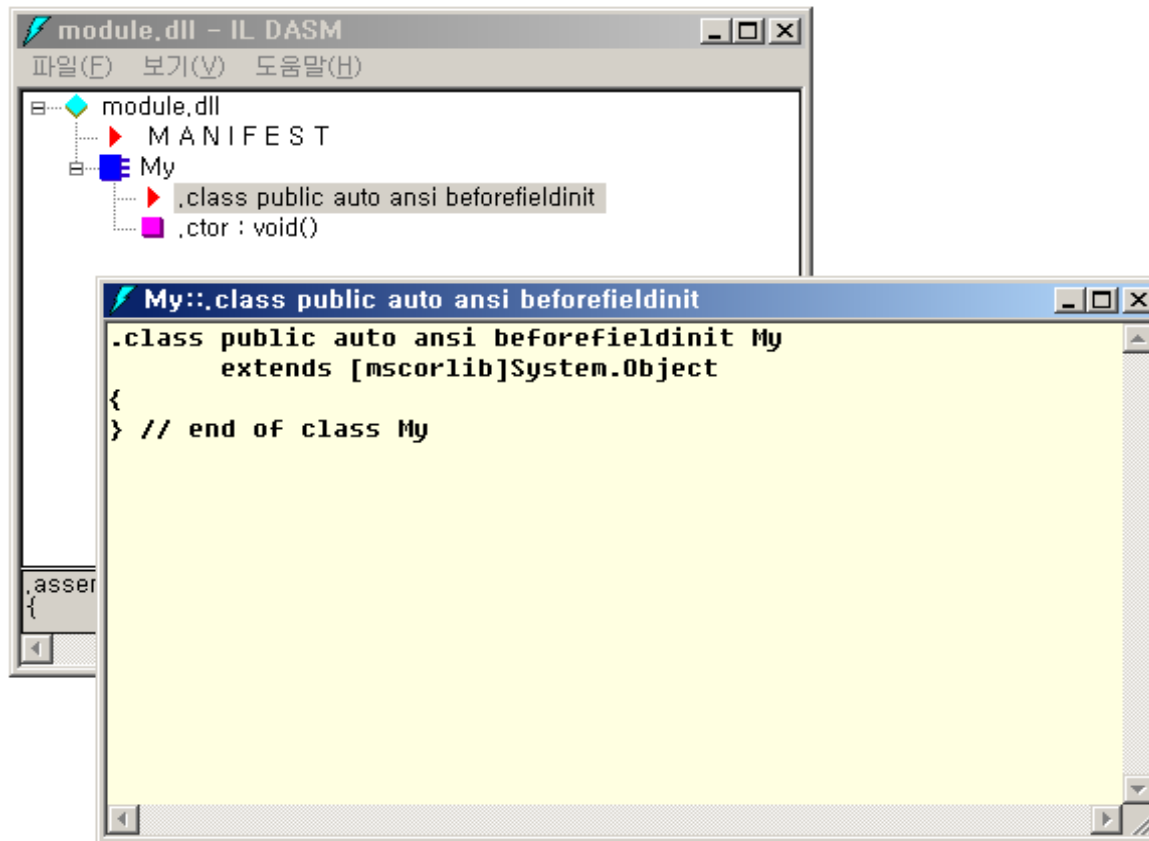 module.dll - IL DASM
파일(F) 보기(V) 도움말(H)
module.dll
M A N I F E S T
My
.class public auto ansi beforefieldinit
.ctor : void()
My::.class public auto ansi beforefieldinit
.class public auto ansi beforefieldinit My
extends [mscorlib]System.Object
{
} // end of class My
.asser
{